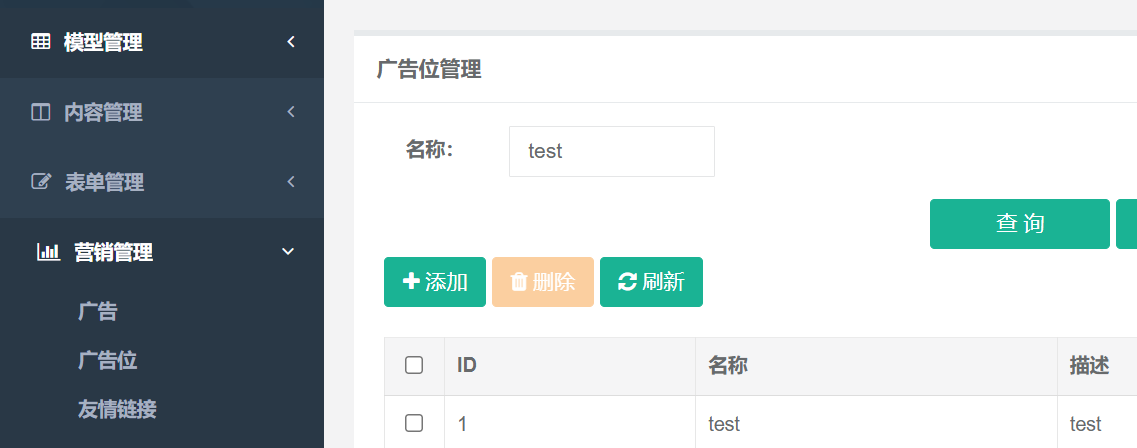 模型管理
内容管理
表单管理
营销管理
广告
广告位
友情链接
广告位管理
名称：
test
查 询
添加 删除 刷新
ID 名称 描述
1 test test